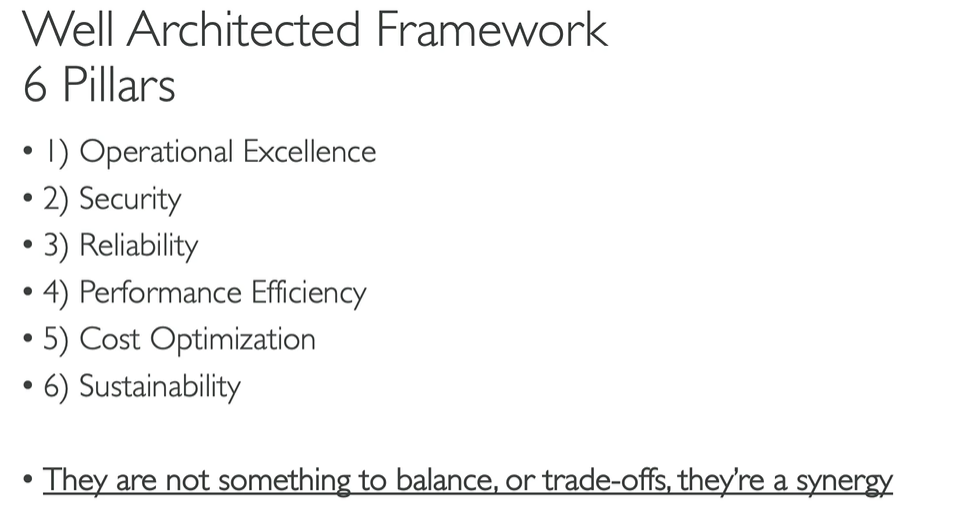 Well Architected Framework
6 Pillars
• 1) Operational Excellence
• 2) Security
• 3) Reliability
• 4) Performance Efficiency
• 5) Cost Optimization
• 6) Sustainability
• They are not something to balance, or trade-offs, they’re a synergy